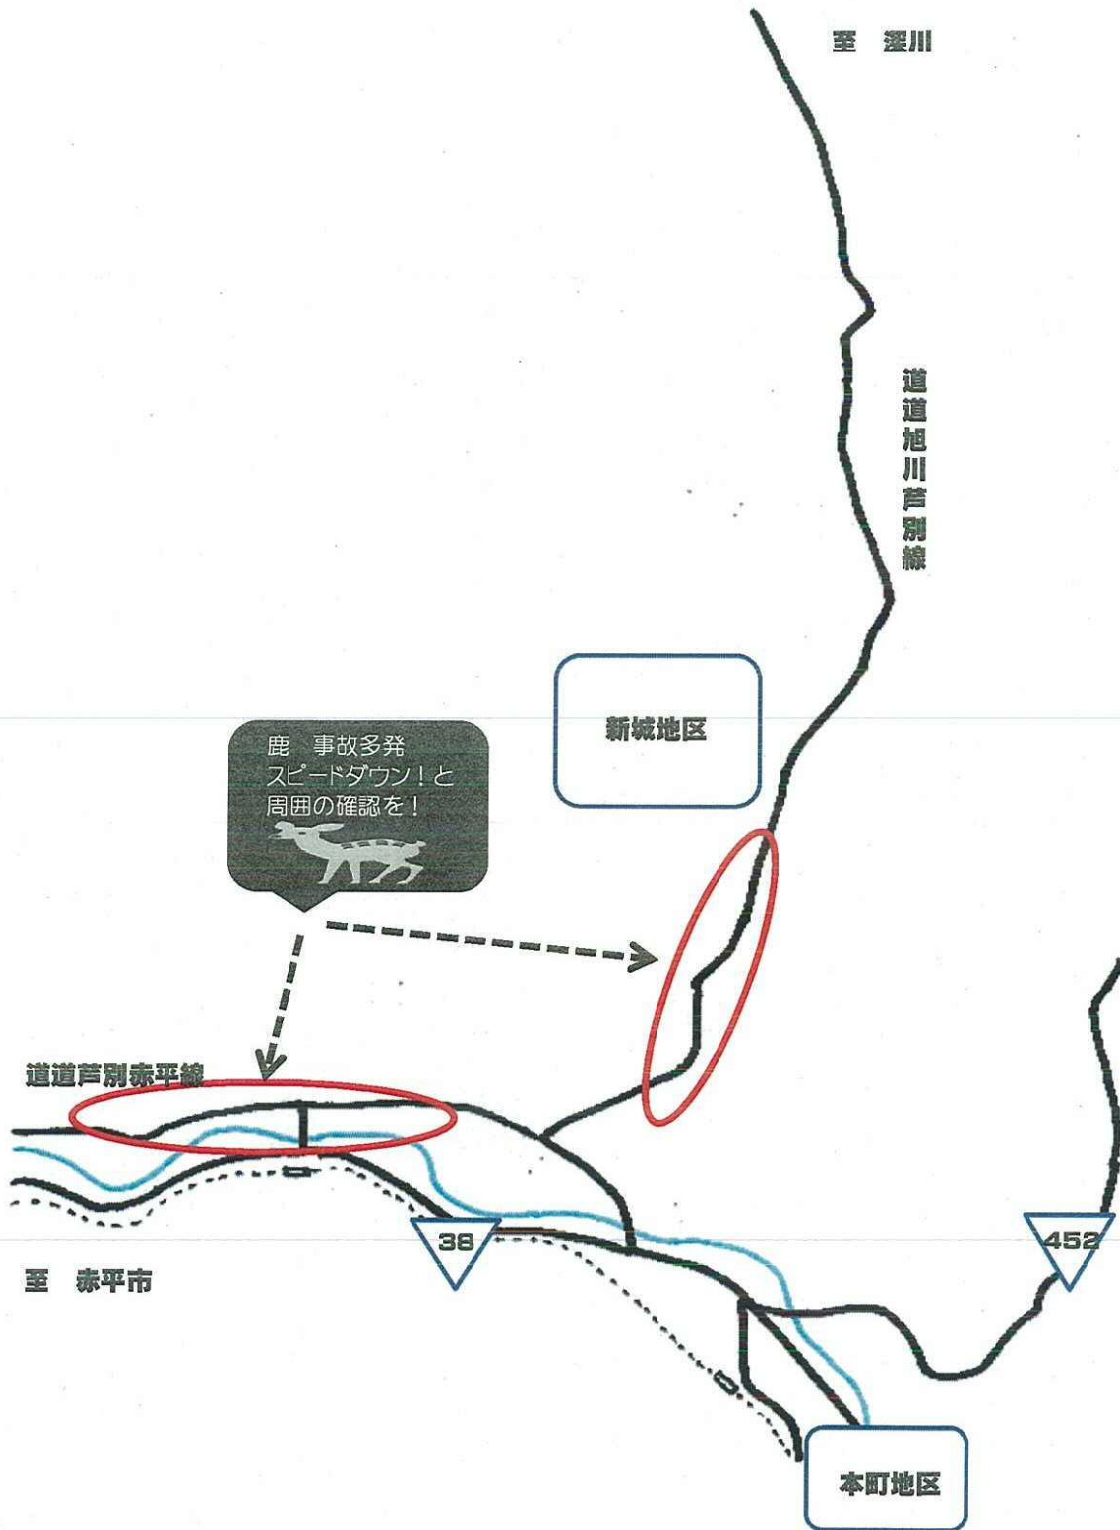 至 深川
道道旭川芦別線
新城地区
鹿 事故多発
スピードダウン！と
周囲の確認を！
道道芦別赤平線
38
452
至 赤平市
本町地区